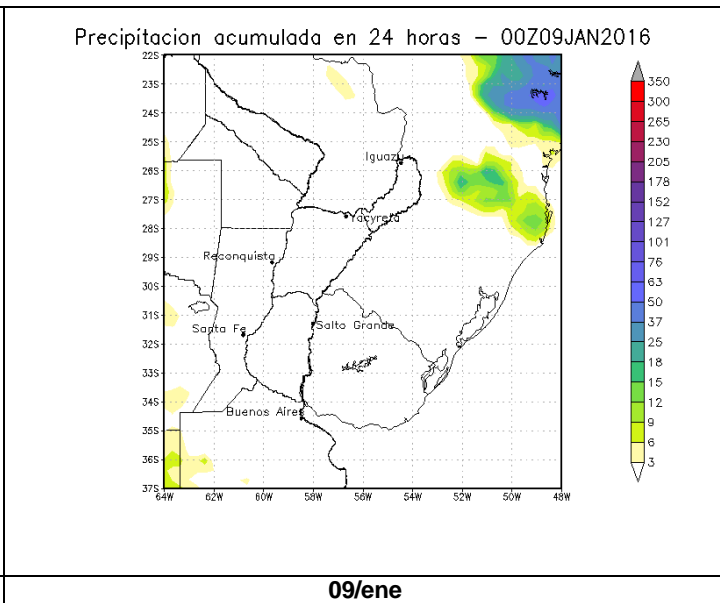 Precipitacion acumulada en 24 horas – 00Z09JAN2016
22S
23S
24S
25S
26S
27S
28S
29S
30S
31S
32S
33S
34S
35S
36S
37S
64W
62W
60W
58W
56W
54W
52W
50W
48W
Iguazu
Yacyreta
Reconquista
Santa Fe
Salto Grande
Buenos Aires
350
300
265
230
205
178
152
127
101
76
63
50
37
25
18
15
12
9
6
3
09/ene